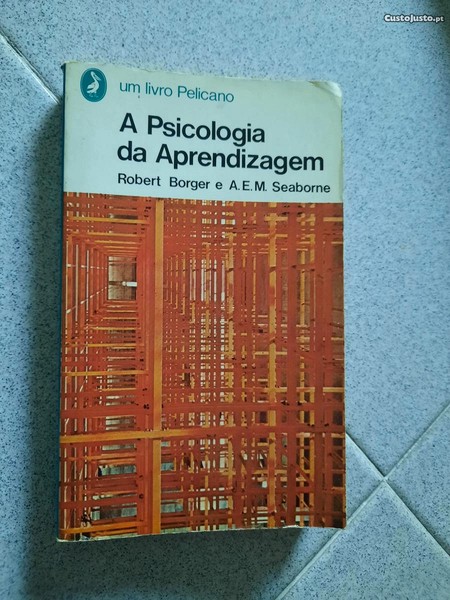 CustoJusto.pt
um livro Pelicano
A Psicologia
da Aprendizagem
Robert Borger e A.E.M. Seaborne